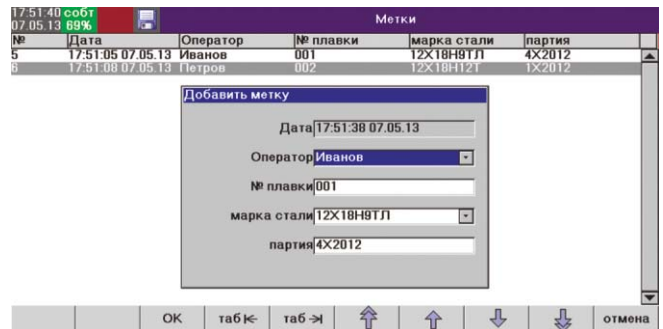 17:51:40 собт
07.05.13 69%
Метки
№ Дата Оператор № плавки марка стали партия
5 17:51:05 07.05.13 Иванов 001 12Х18Н9ТЛ 4Х2012
6 17:51:08 07.05.13 Петров 002 12Х18Н12Т 1Х2012
Добавить метку
Дата 17:51:38 07.05.13
Оператор Иванов
№ плавки 001
марка стали 12Х18Н9ТЛ
партия 4Х2012
OK таб таб отмена